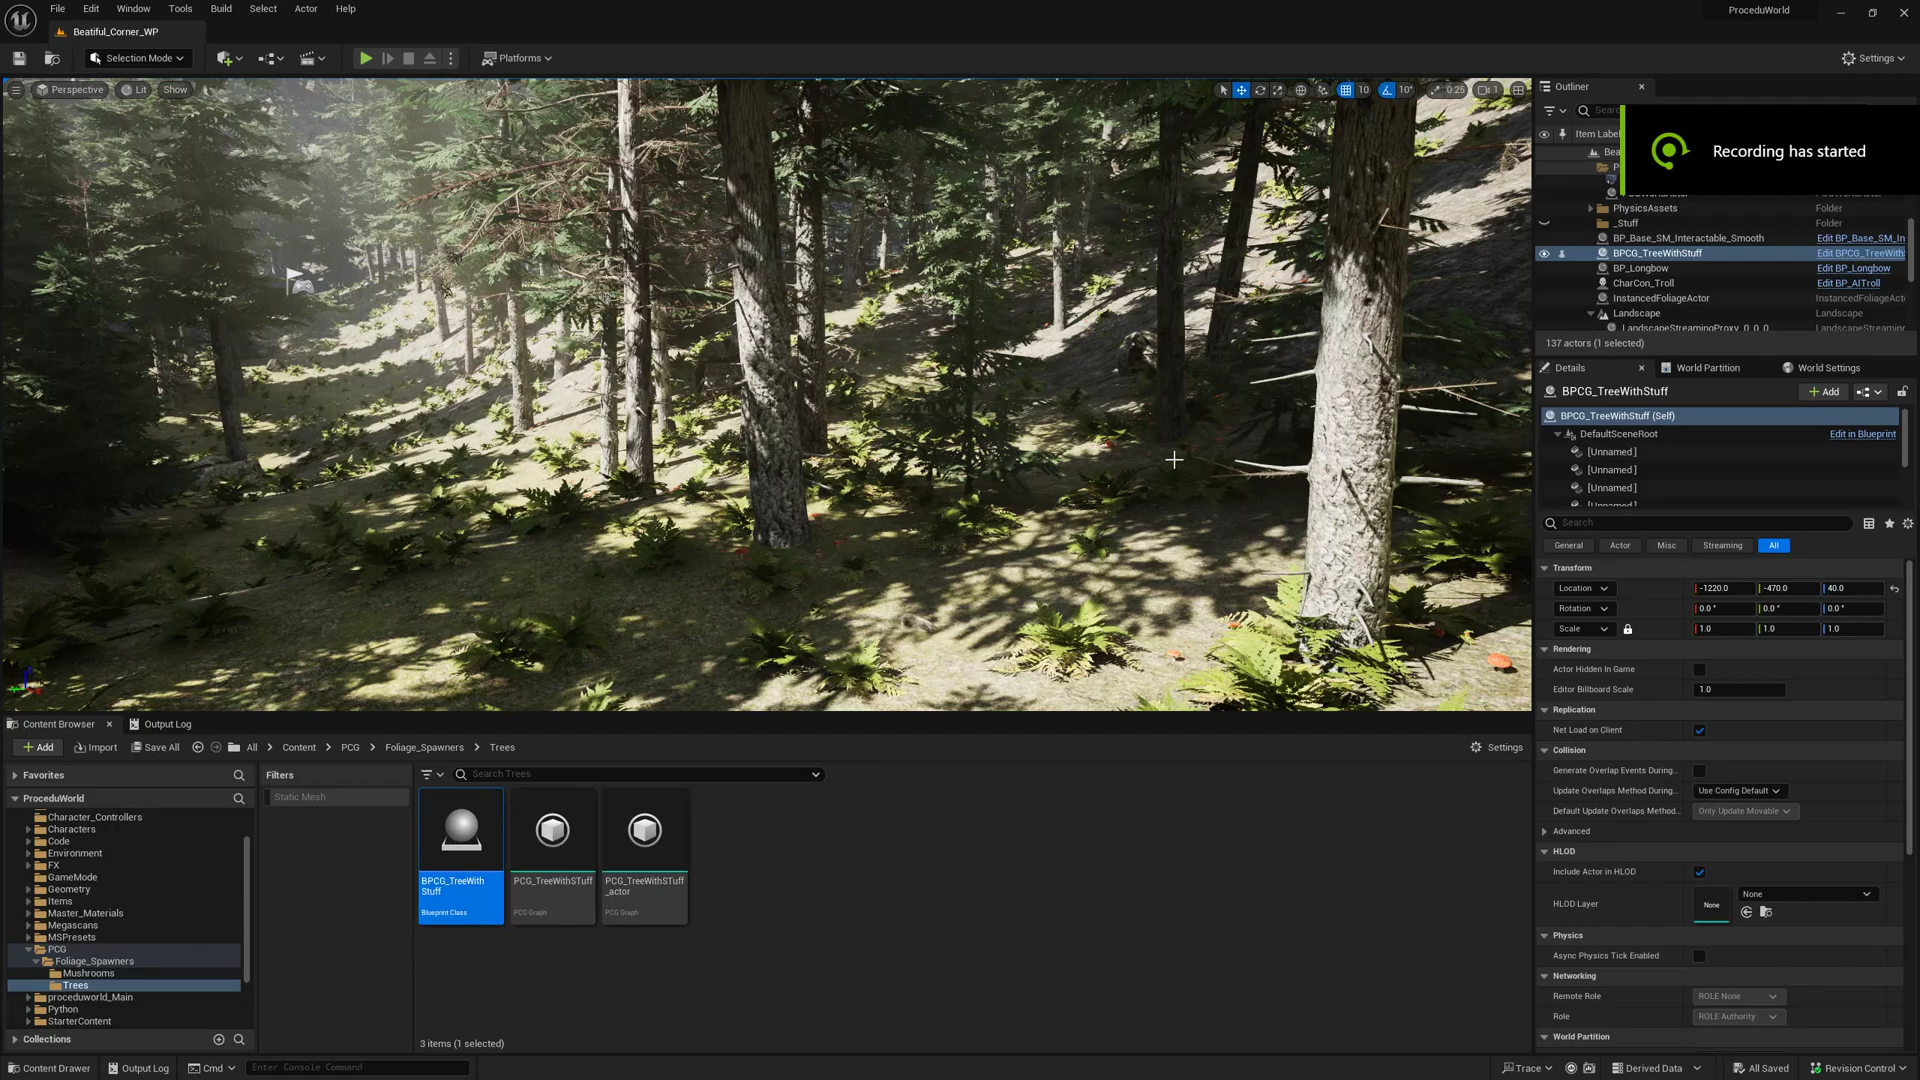 File Edit Window Tools Build Select Actor Help
ProceduWorld
Beatiful_Corner_WP
Selection Mode
Platforms
Settings
Perspective Lit Show
10 10° 0.25 1
Outliner
Recording has started
Item Label
PhysicsAssets Folder
_Stuff Folder
BP_Base_SM_Interactable_Smooth Edit BP_Base_SM_In
BPCG_TreeWithStuff Edit BPCG_TreeWith
BP_Longbow Edit BP_Longbow
CharCon_Troll Edit BP_AITroll
InstancedFoliageActor InstancedFoliageAct
Landscape Landscape
LandscapeStreamingProxy_0_0_0 LandscapeStreaming
137 actors (1 selected)
Details World Partition World Settings
BPCG_TreeWithStuff
Add
BPCG_TreeWithStuff (Self)
DefaultSceneRoot Edit in Blueprint
[Unnamed]
[Unnamed]
[Unnamed]
[Unnamed]
Search
General Actor Misc Streaming All
Transform
Location -1220.0 -470.0 40.0
Rotation 0.0 ° 0.0 ° 0.0 °
Scale 1.0 1.0 1.0
Rendering
Actor Hidden In Game
Editor Billboard Scale 1.0
Replication
Net Load on Client
Collision
Generate Overlap Events During...
Update Overlaps Method During... Use Config Default
Default Update Overlaps Method... Only Update Movable
Advanced
HLOD
Include Actor in HLOD
HLOD Layer None None
Physics
Async Physics Tick Enabled
Networking
Remote Role ROLE None
Role ROLE Authority
World Partition
Content Browser Output Log
Add Import Save All All Content PCG Foliage_Spawners Trees
Settings
Favorites
Filters
Search Trees
ProceduWorld
Static Mesh
Character_Controllers
Characters
Code
Environment
FX
GameMode
Geometry
Items
Master_Materials
Megascans
MSPresets
PCG
Foliage_Spawners
Mushrooms
Trees
proceduworld_Main
Python
StarterContent
Collections
BPCG_TreeWith
Stuff
Blueprint Class
PCG_TreeWithSTuff
PCG Graph
PCG_TreeWithSTuff
_actor
PCG Graph
3 items (1 selected)
Content Drawer Output Log Cmd Enter Console Command
Trace Derived Data All Saved Revision Control